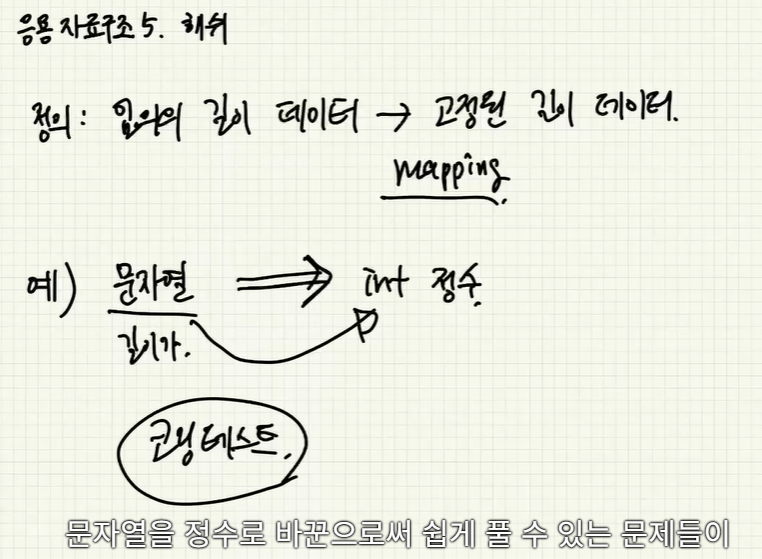 응용 자료구조 5. 해쉬
정의: 임의의 길이 데이터 → 고정된 길이 데이터.
mapping
예) 문자열 ⇒ int 정수
길이가.
코딩테스트.
문자열을 정수로 바꾼으로써 쉽게 풀 수 있는 문제들이